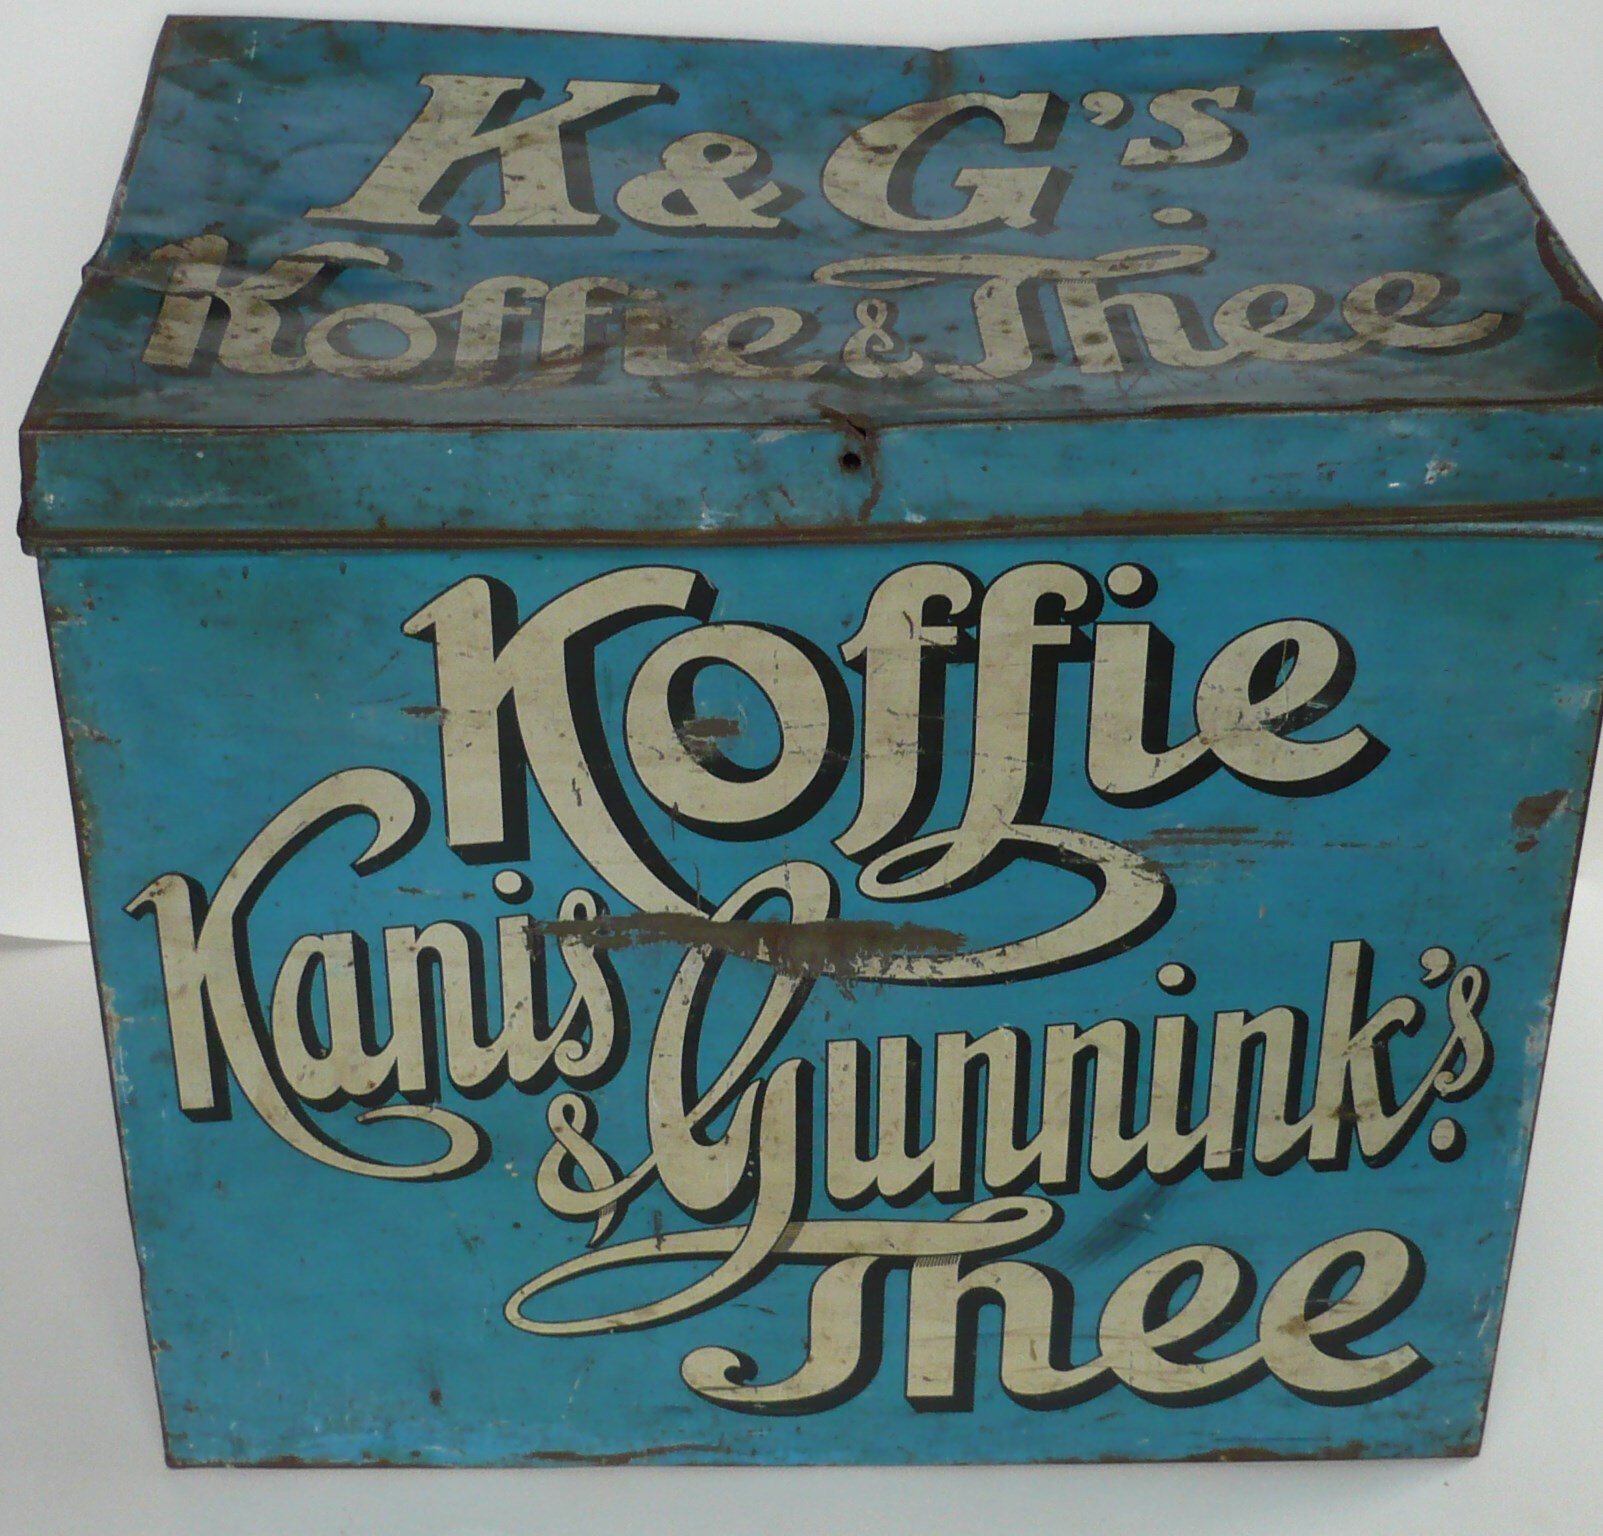 K & G's.
Koffie & Thee
Koffie
Kanis
& Gunnink's.
Thee